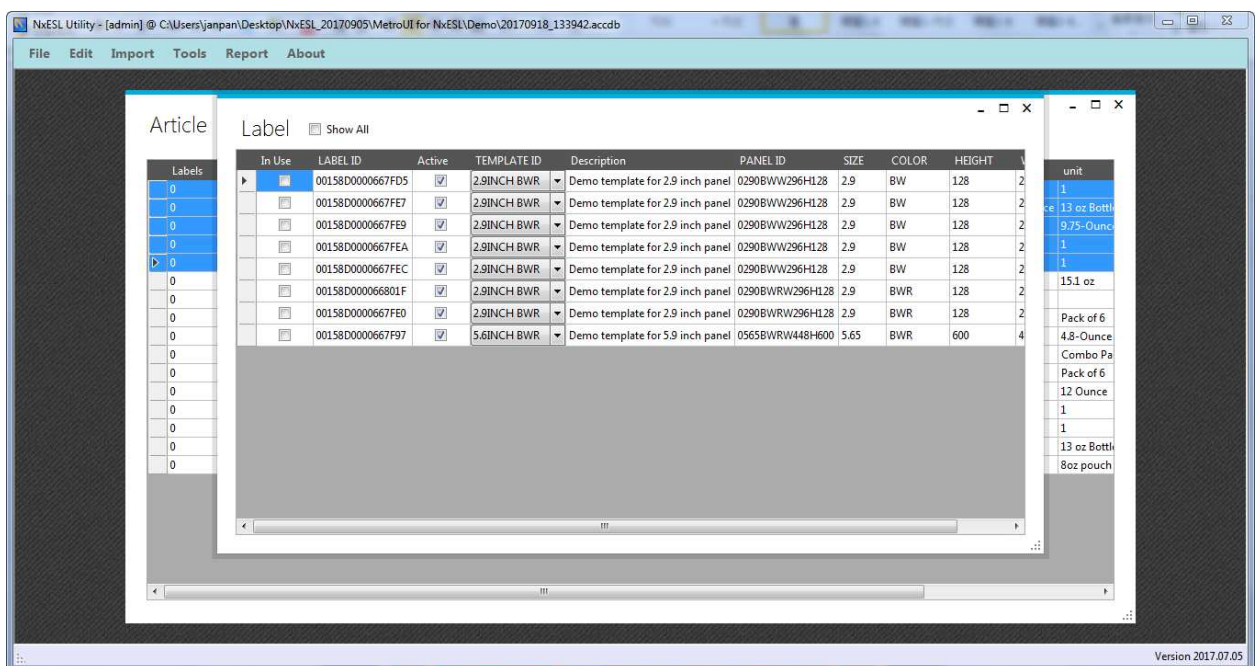 NxESL Utility - [admin] @ C:\Users\janpan\Desktop\NxESL_20170905\MetroUI for NxESL\Demo\20170918_133942.accdb
File Edit Import Tools Report About
Article
Label Show All
In Use LABEL ID Active TEMPLATE ID Description PANEL ID SIZE COLOR HEIGHT
00158D0000667FD5 2.9INCH BWR Demo template for 2.9 inch panel 0290BWW296H128 2.9 BW 128 2
00158D0000667FE7 2.9INCH BWR Demo template for 2.9 inch panel 0290BWW296H128 2.9 BW 128 2
00158D0000667FE9 2.9INCH BWR Demo template for 2.9 inch panel 0290BWW296H128 2.9 BW 128 2
00158D0000667FEA 2.9INCH BWR Demo template for 2.9 inch panel 0290BWW296H128 2.9 BW 128 2
00158D0000667FEC 2.9INCH BWR Demo template for 2.9 inch panel 0290BWW296H128 2.9 BW 128 2
00158D000066801F 2.9INCH BWR Demo template for 2.9 inch panel 0290BWRW296H128 2.9 BWR 128 2
00158D0000667FE0 2.9INCH BWR Demo template for 2.9 inch panel 0290BWRW296H128 2.9 BWR 128 2
00158D0000667F97 5.6INCH BWR Demo template for 5.9 inch panel 0565BWRW448H600 5.65 BWR 600 4
Labels unit
0 1
0 ce 13 oz Bottl
0 9.75-Ounc
0 1
0 1
0 15.1 oz
0
0 Pack of 6
0 4.8-Ounce
0 Combo Pa
0 Pack of 6
0 12 Ounce
0 1
0 1
0 13 oz Bottl
0 8oz pouch
Version 2017.07.05